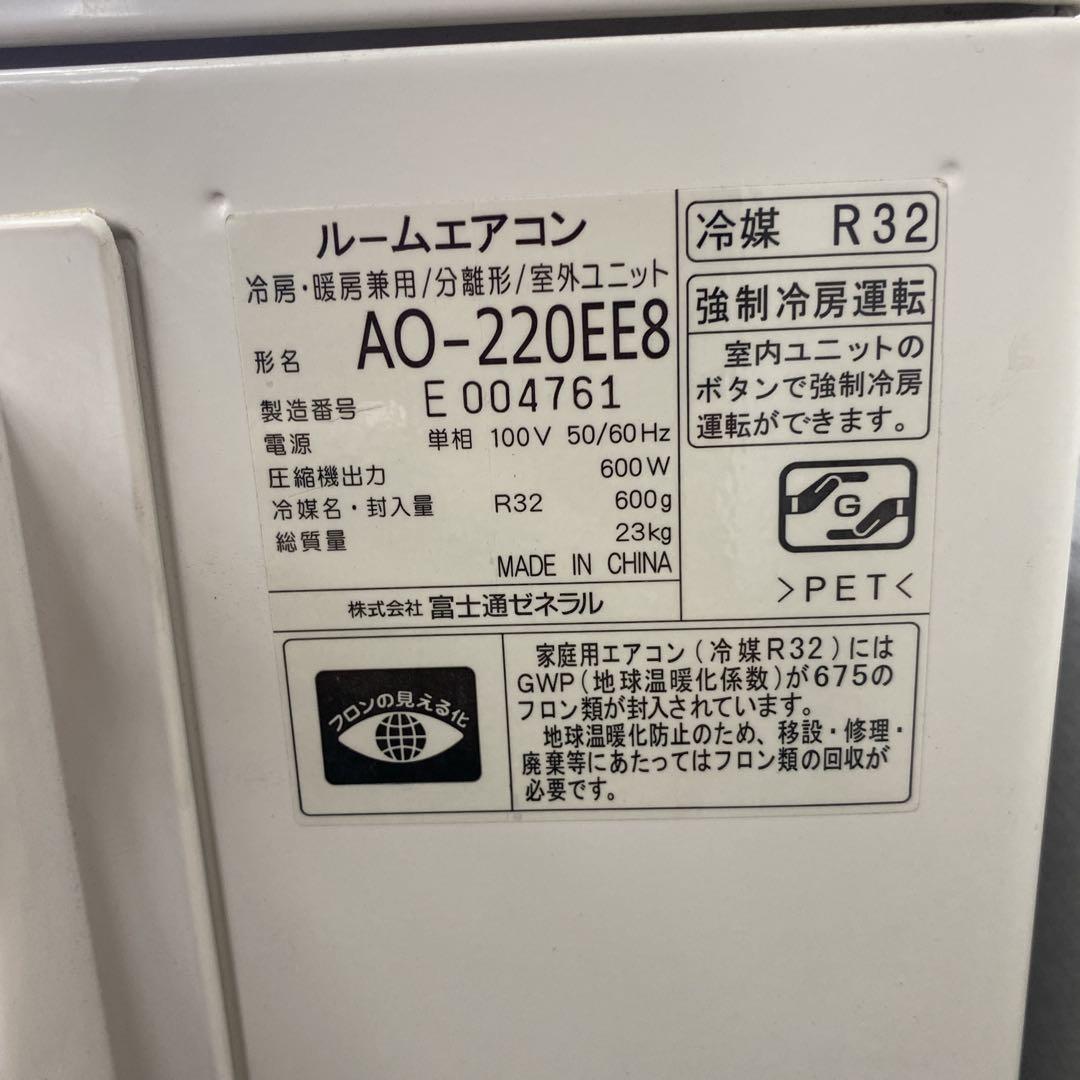 ルームエアコン
冷房・暖房兼用/分離形/室外ユニット
形名 AO-220EE8
製造番号 E 004761
電源 単相 100V 50/60Hz
圧縮機出力 600W
冷媒名・封入量 R32 600g
総質量 23kg
MADE IN CHINA
株式会社 富士通ゼネラル
冷媒 R32
強制冷房運転
室内ユニットの
ボタンで強制冷房
運転ができます。
G
>PET<
フロンの見える化
家庭用エアコン(冷媒R32)には
GWP(地球温暖化係数)が675の
フロン類が封入されています。
地球温暖化防止のため、移設・修理・
廃棄等にあたってはフロン類の回収が
必要です。